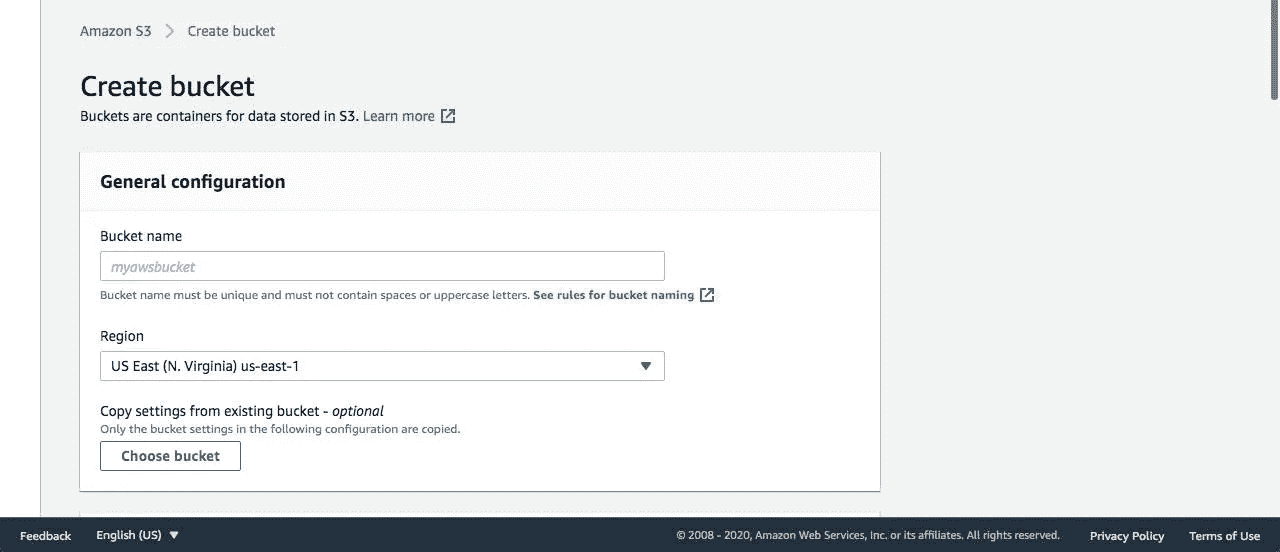 Amazon S3 > Create bucket
Create bucket
Buckets are containers for data stored in S3. Learn more
General configuration
Bucket name
myawsbucket
Bucket name must be unique and must not contain spaces or uppercase letters. See rules for bucket naming
Region
US East (N. Virginia) us-east-1
Copy settings from existing bucket - optional
Only the bucket settings in the following configuration are copied.
Choose bucket
Feedback English (US) © 2008 - 2020, Amazon Web Services, Inc. or its affiliates. All rights reserved. Privacy Policy Terms of Use